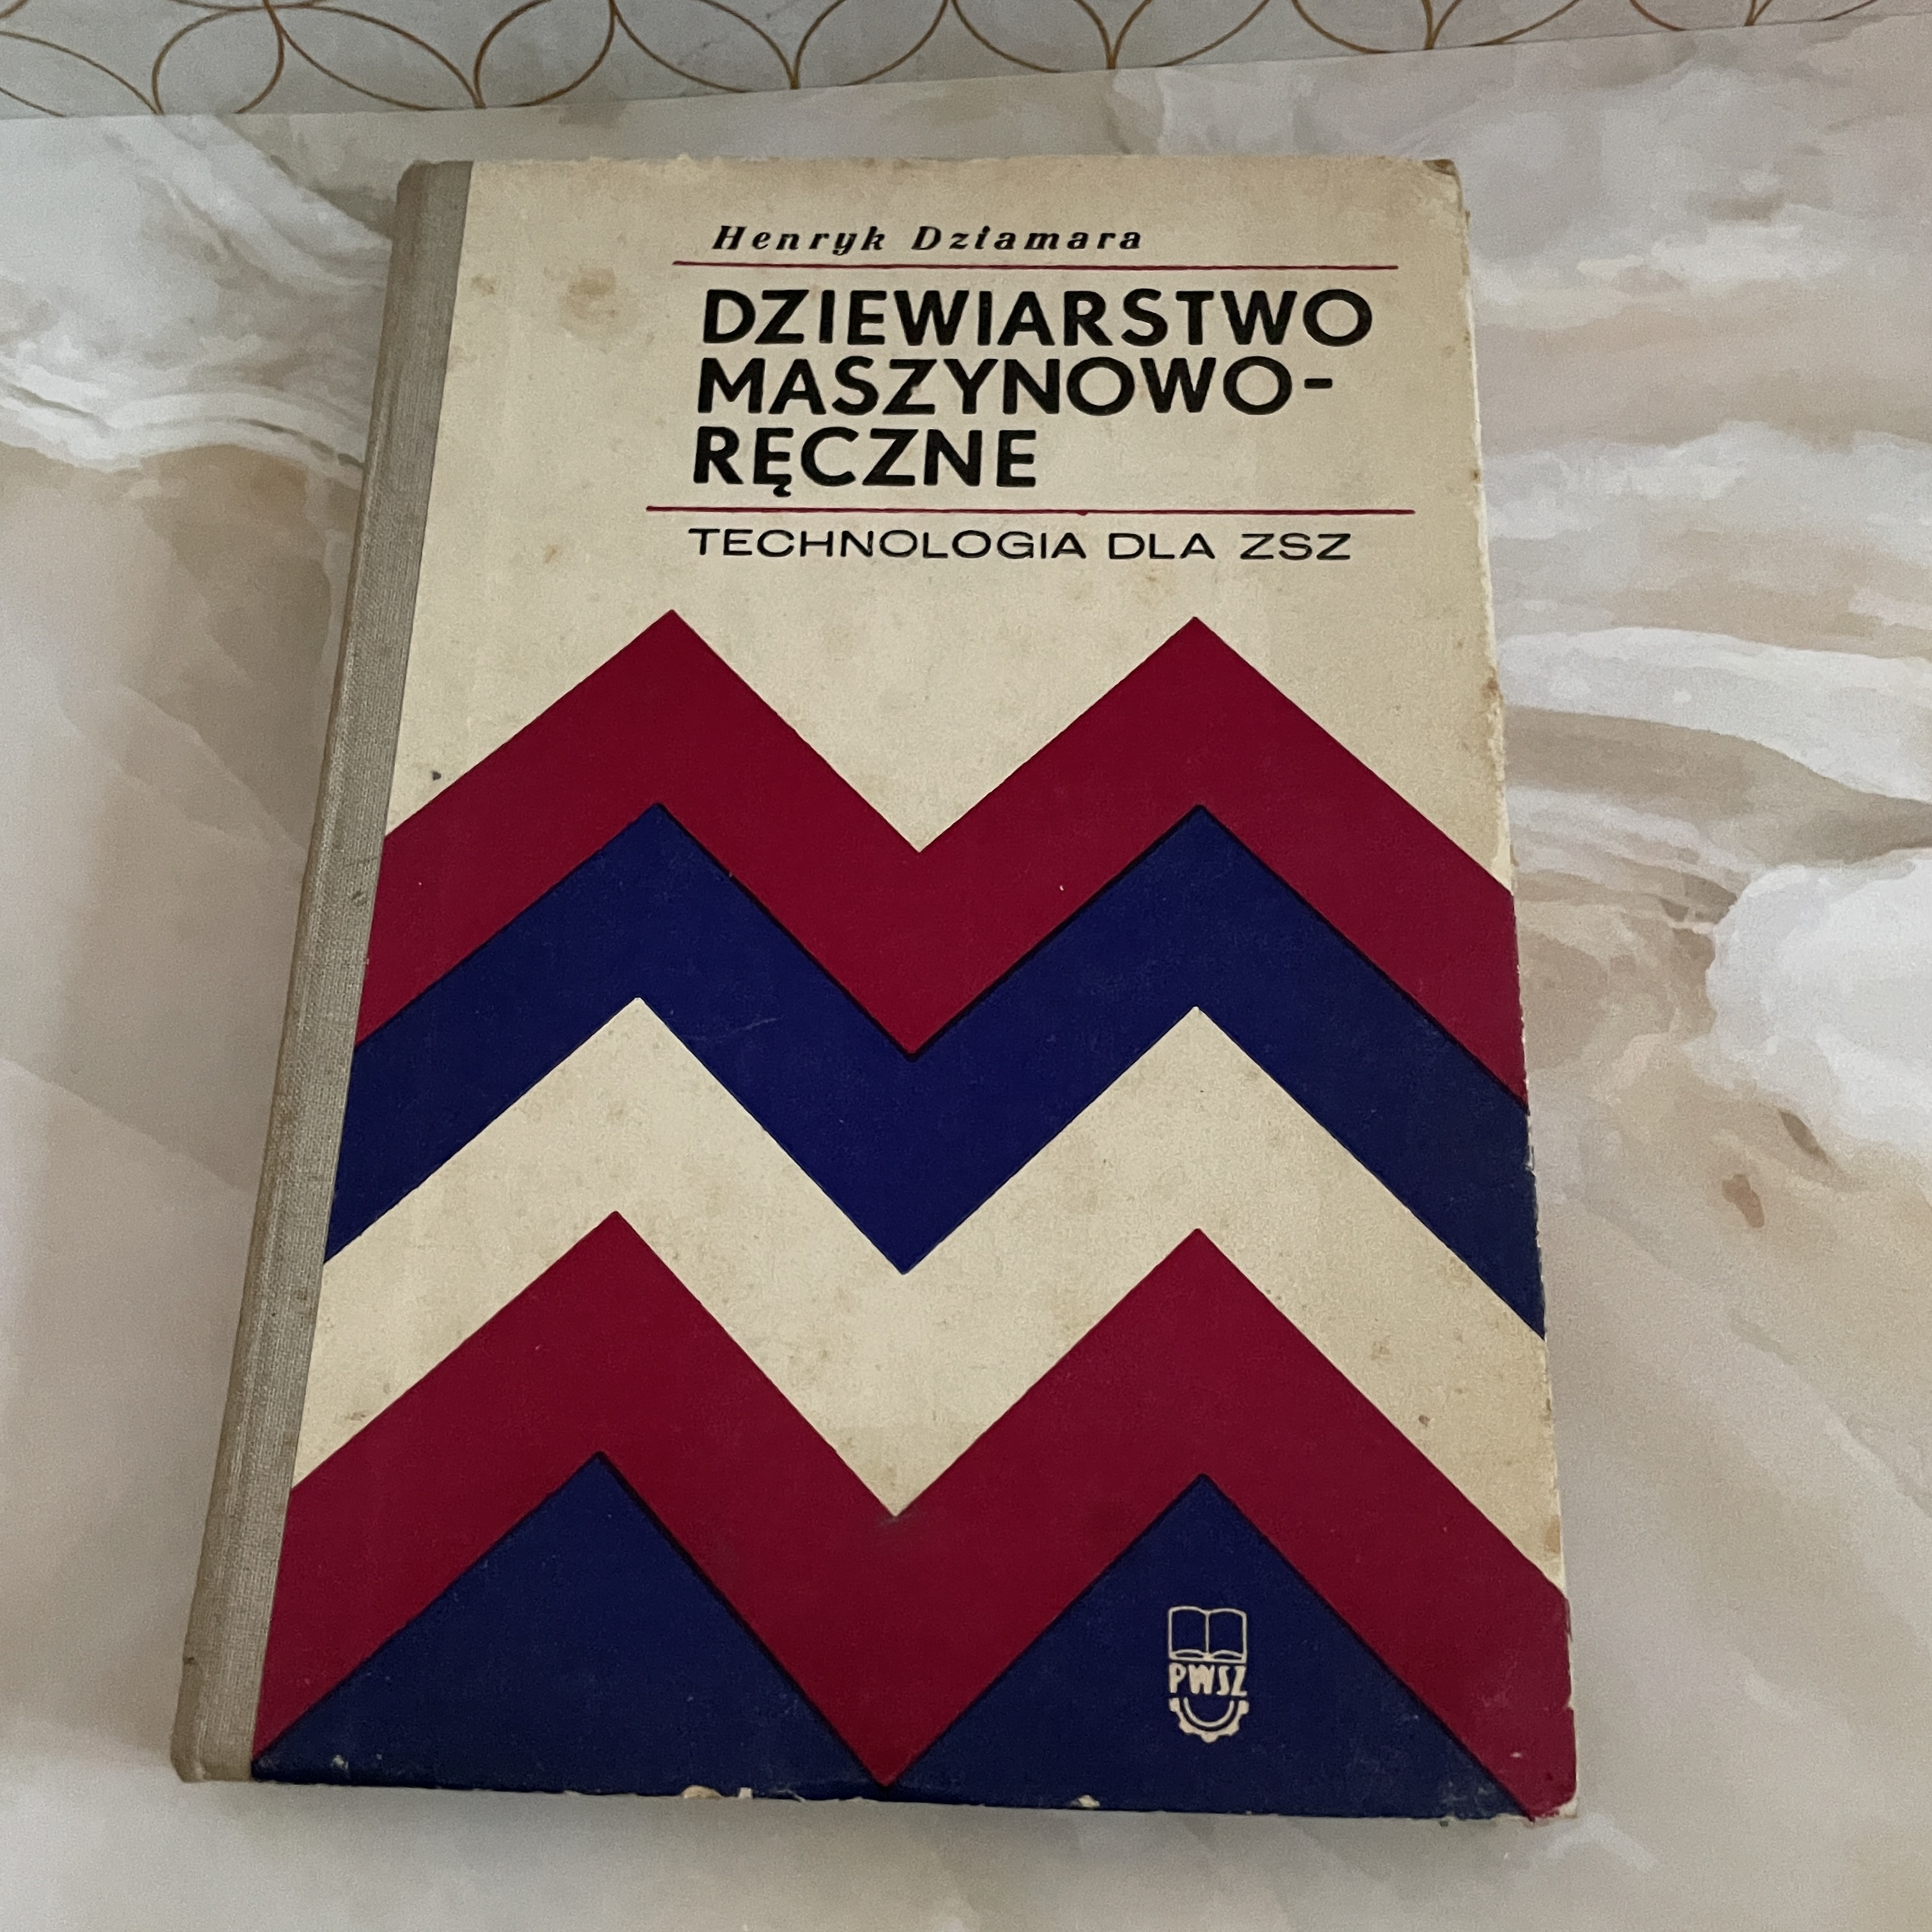 Henryk Dziamara
DZIEWIARSTWO
MASZYNOWO-
RĘCZNE
TECHNOLOGIA DLA ZSZ
PWSZ